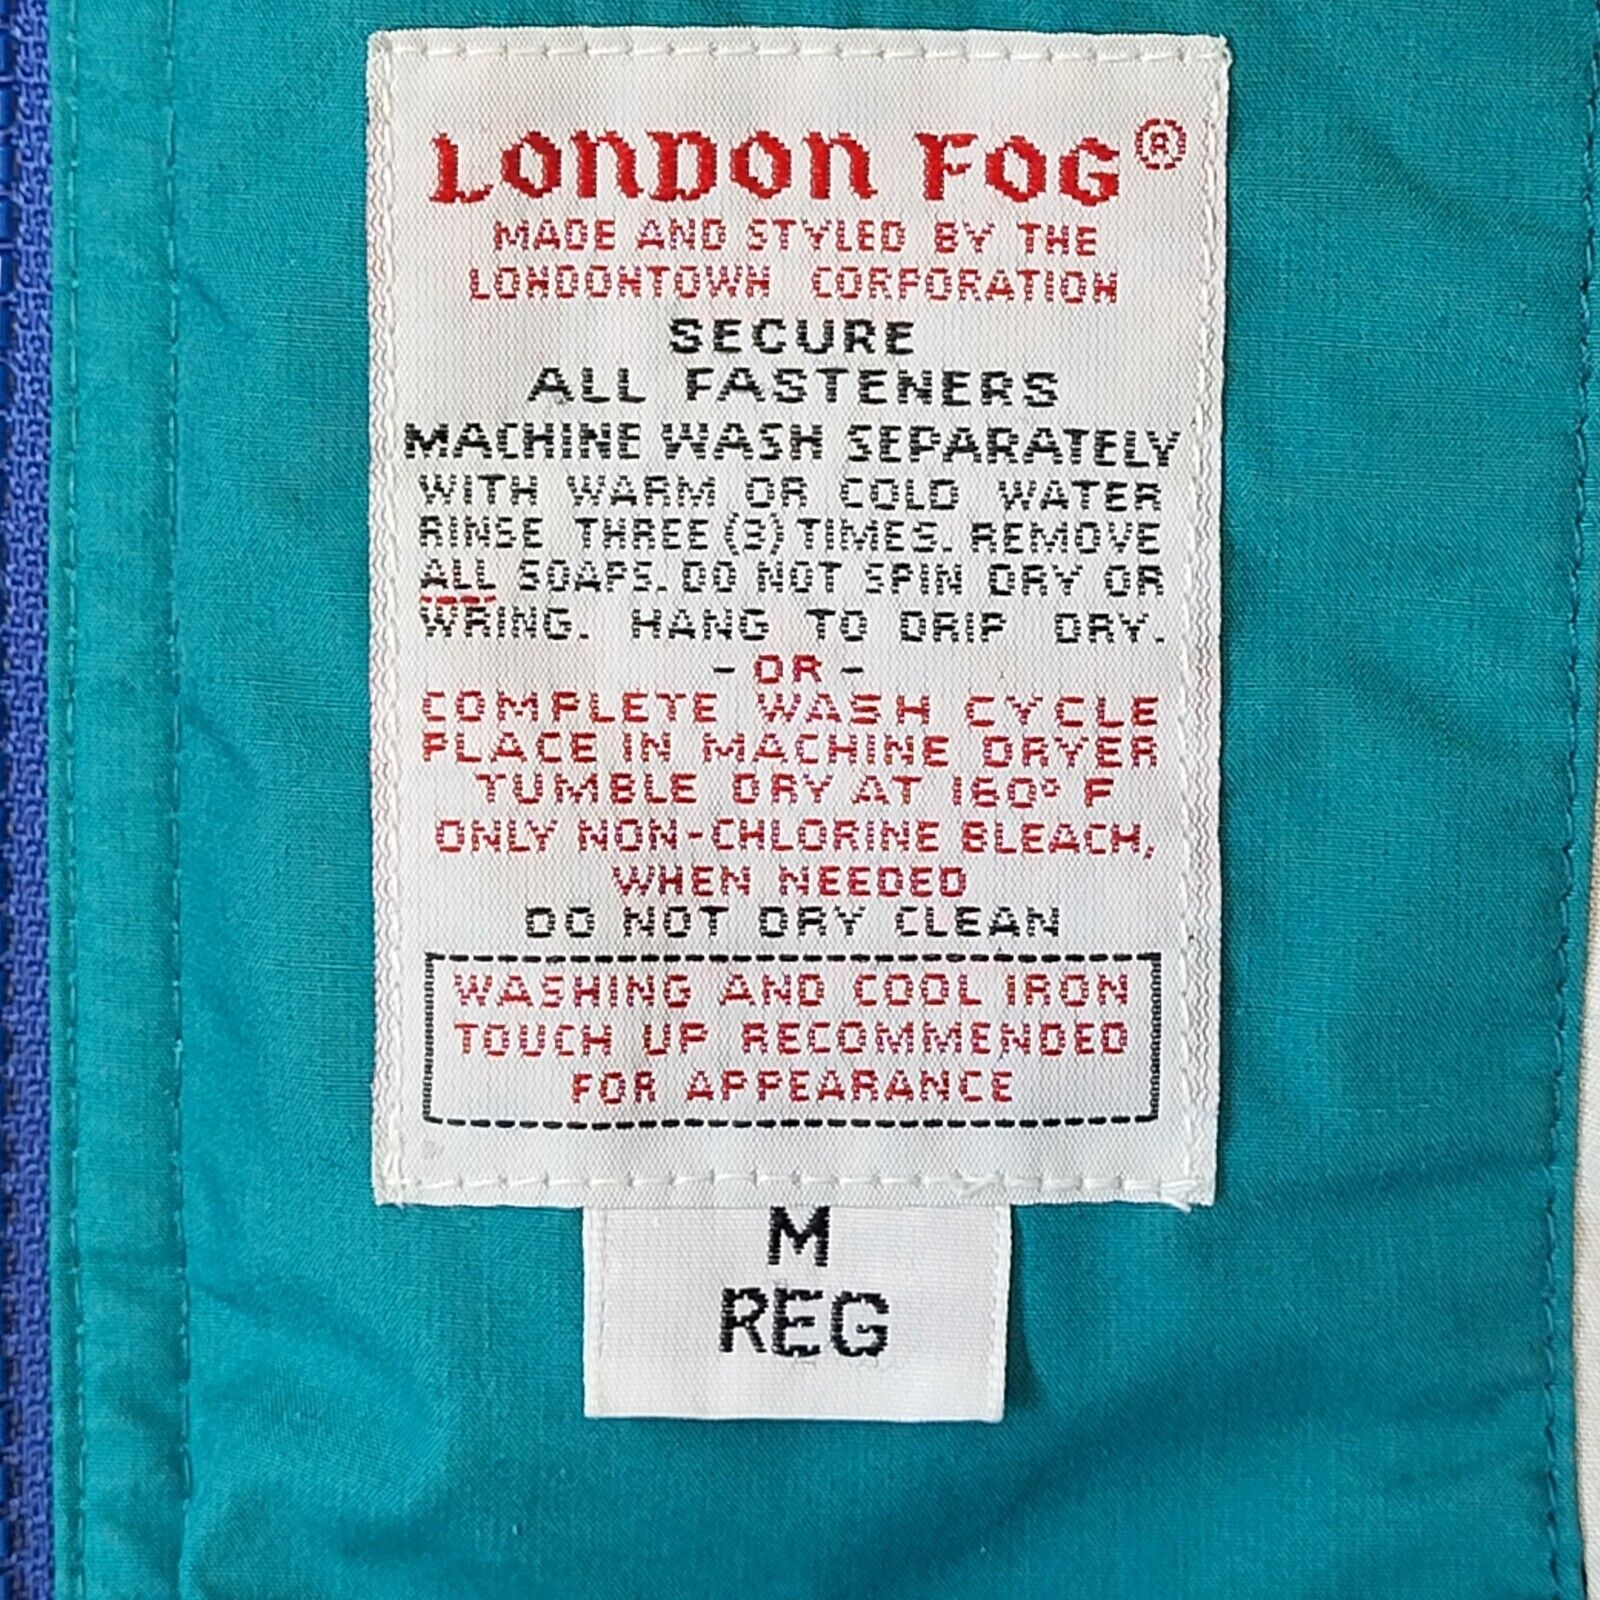 LONDON FOG®
MADE AND STYLED BY THE
LONDONTOWN CORPORATION
SECURE
ALL FASTENERS
MACHINE WASH SEPARATELY
WITH WARM OR COLD WATER
RINSE THREE (3) TIMES. REMOVE
ALL SOAPS. DO NOT SPIN DRY OR
WRING. HANG TO DRIP DRY.
- OR -
COMPLETE WASH CYCLE
PLACE IN MACHINE DRYER
TUMBLE DRY AT 160° F
ONLY NON-CHLORINE BLEACH,
WHEN NEEDED
DO NOT DRY CLEAN
WASHING AND COOL IRON
TOUCH UP RECOMMENDED
FOR APPEARANCE
M
REG